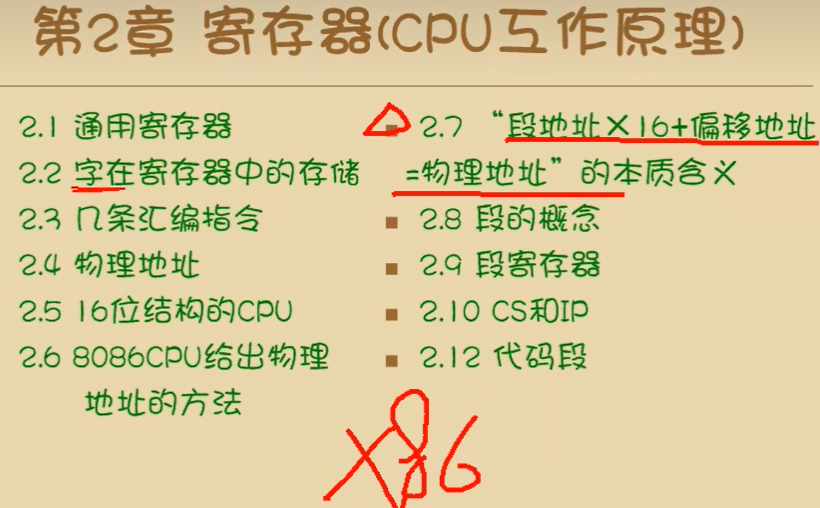 第2章 寄存器(CPU工作原理)
2.1 通用寄存器
2.2 字在寄存器中的存储
2.3 几条汇编指令
2.4 物理地址
2.5 16位结构的CPU
2.6 8086CPU给出物理
地址的方法
2.7 “段地址×16+偏移地址
=物理地址”的本质含义
2.8 段的概念
2.9 段寄存器
2.10 CS和IP
2.12 代码段
X86